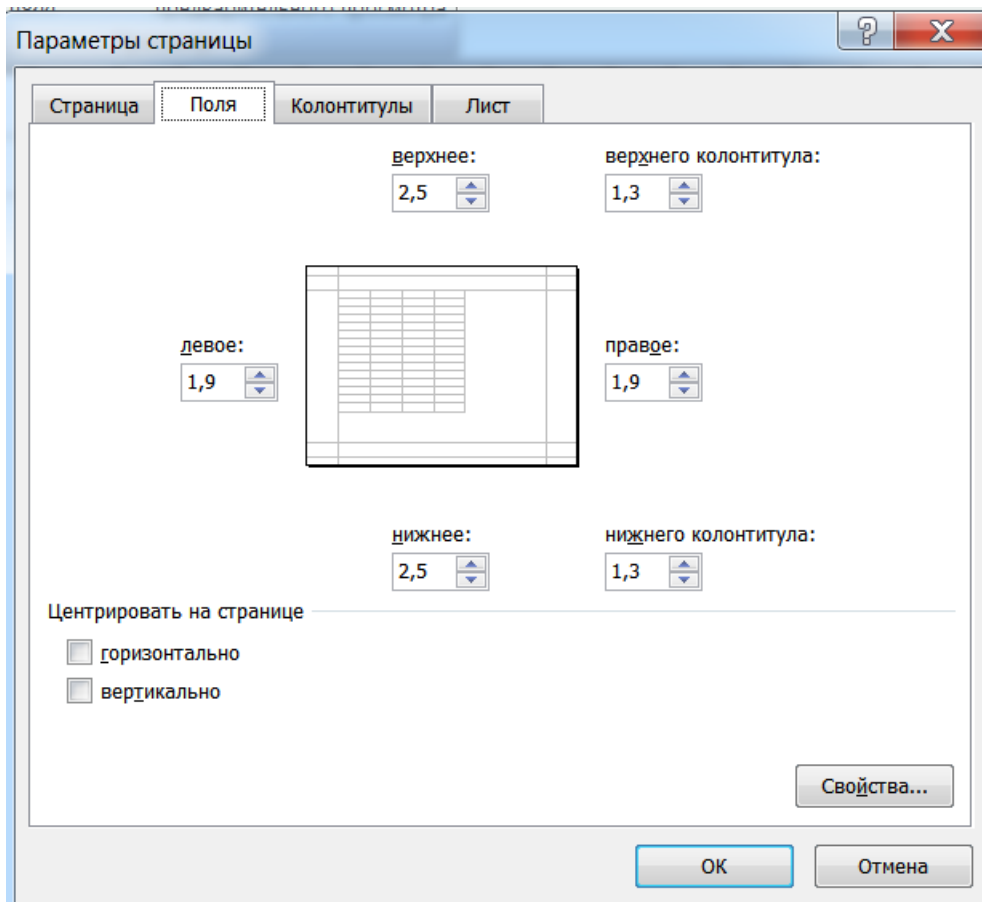 Параметры страницы
Страница Поля Колонтитулы Лист
верхнее: верхнего колонтитула:
2,5 1,3
левое: правое:
1,9 1,9
нижнее: нижнего колонтитула:
2,5 1,3
Центрировать на странице
горизонтально
вертикально
Свойства...
ОК Отмена